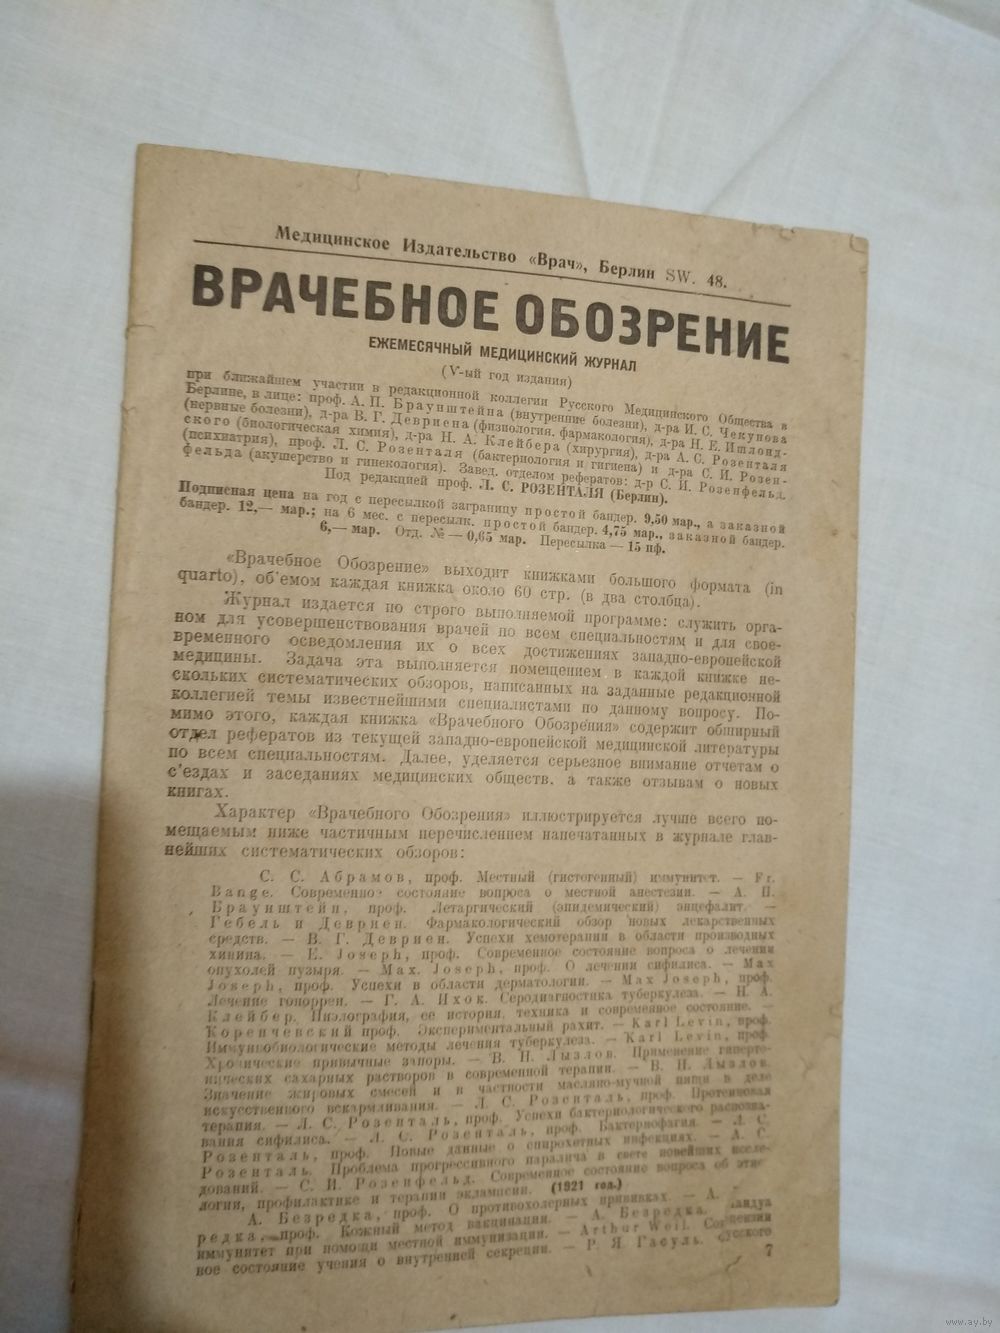 Медицинское Издательство «Врач», Берлин SW. 48.
ВРАЧЕБНОЕ ОБОЗРЕНИЕ
ЕЖЕМЕСЯЧНЫЙ МЕДИЦИНСКИЙ ЖУРНАЛ
(V-ый год издания)
при ближайшем участии в редакционной коллегии Русского Медицинского Общества в
Берлине, в лице: проф. А. П. Браунштейна (внутренние болезни), д-ра И. С. Чекунова
(нервные болезни), д-ра В. Г. Девриена (физиология, фармакология), д-ра Н. Е. Ишлонд-
ского (биологическая химия), д-ра Н. А. Клейбера (хирургия), д-ра А. С. Розенталя
(психиатрия), проф. Л. С. Розенталя (бактериология и гигиена) и д-ра С. И. Розен-
фельда (акушерство и гинекология). Завед. отделом рефератов: д-р С. И. Розенфельд.
Под редакцией проф. Л. С. РОЗЕНТАЛЯ (Берлин).
Подписная цена на год с пересылкой заграницу простой бандер. 9,50 мар., а заказной
бандер. 12,— мар.; на 6 мес. с пересылк. простой бандер. 4,75 мар., заказной бандер.
6,— мар. Отд. № — 0,65 мар. Пересылка — 15 пф.
«Врачебное Обозрение» выходит книжками большого формата (in
quarto), об'емом каждая книжка около 60 стр. (в два столбца).
Журнал издается по строго выполняемой программе: служить орга-
ном для усовершенствования врачей по всем специальностям и для свое-
временного осведомления их о всех достижениях западно-европейской
медицины. Задача эта выполняется помещением в каждой книжке не-
скольких систематических обзоров, написанных на заданные редакционной
коллегией темы известнейшими специалистами по данному вопросу. По-
мимо этого, каждая книжка «Врачебного Обозрения» содержит обширный
отдел рефератов из текущей западно-европейской медицинской литературы
по всем специальностям. Далее, уделяется серьезное внимание отчетам о
с'ездах и заседаниях медицинских обществ, а также отзывам о новых
книгах.
Характер «Врачебного Обозрения» иллюстрируется лучше всего по-
мещаемым ниже частичным перечислением напечатанных в журнале глав-
нейших систематических обзоров:
С. С. Абрамов, проф. Местный (гистогенный) иммунитет. — Fr.
Bange. Современное состояние вопроса о местной анестезии. — А. П.
Браунштейн, проф. Летаргический (эпидемический) энцефалит. —
Гебель и Девриен. Фармакологический обзор новых лекарственных
средств. — В. Г. Девриен. Успехи хемотерапии в области производных
хинина. — E. Joseph, проф. Современное состояние вопроса о лечении
опухолей пузыря. — Max. Joseph, проф. О лечении сифилиса. — Max
Joseph, проф. Успехи в области дерматологии. — Max Joseph, проф.
Лечение гонорреи. — Г. А. Ихок. Серодиагностика туберкулеза. — Н. А.
Клейбер. Пиэлография, ее история, техника и современное состояние. —
Коренчевский проф. Экспериментальный рахит. — Karl Levin, проф.
Иммунобиологические методы лечения туберкулеза. — Karl Levin, проф.
Хронические привычные запоры. — В. Н. Лызлов. Применение гиперто-
нических сахарных растворов в современной терапии. — В. Н. Лызлов.
Значение жировых смесей и в частности масляно-мучной пищи в деле
искусственного вскармливания. — Л. С. Розенталь, проф. Протеиновая
терапия. — Л. С. Розенталь, проф. Успехи бактериологического распозна-
вания сифилиса. — Л. С. Розенталь, проф. Бактериофагия. — Л. С.
Розенталь, проф. Новые данные о спирохетных инфекциях. — А. С.
Розенталь. Проблема прогрессивного паралича в свете новейших иссле-
дований. — С. И. Розенфельд. Современное состояние вопроса об этио-
логии, профилактике и терапии эклампсии. (1921 год.)
А. Безредка, проф. О противохолерных прививках. — А.
редка, проф. Кожный метод вакцинации. — А. Безредка.
иммунитет при помощи местной иммунизации. — Arthur Weil.
ное состояние учения о внутренней секреции. — Р. Я. Гасуль.
7
www.ay.by